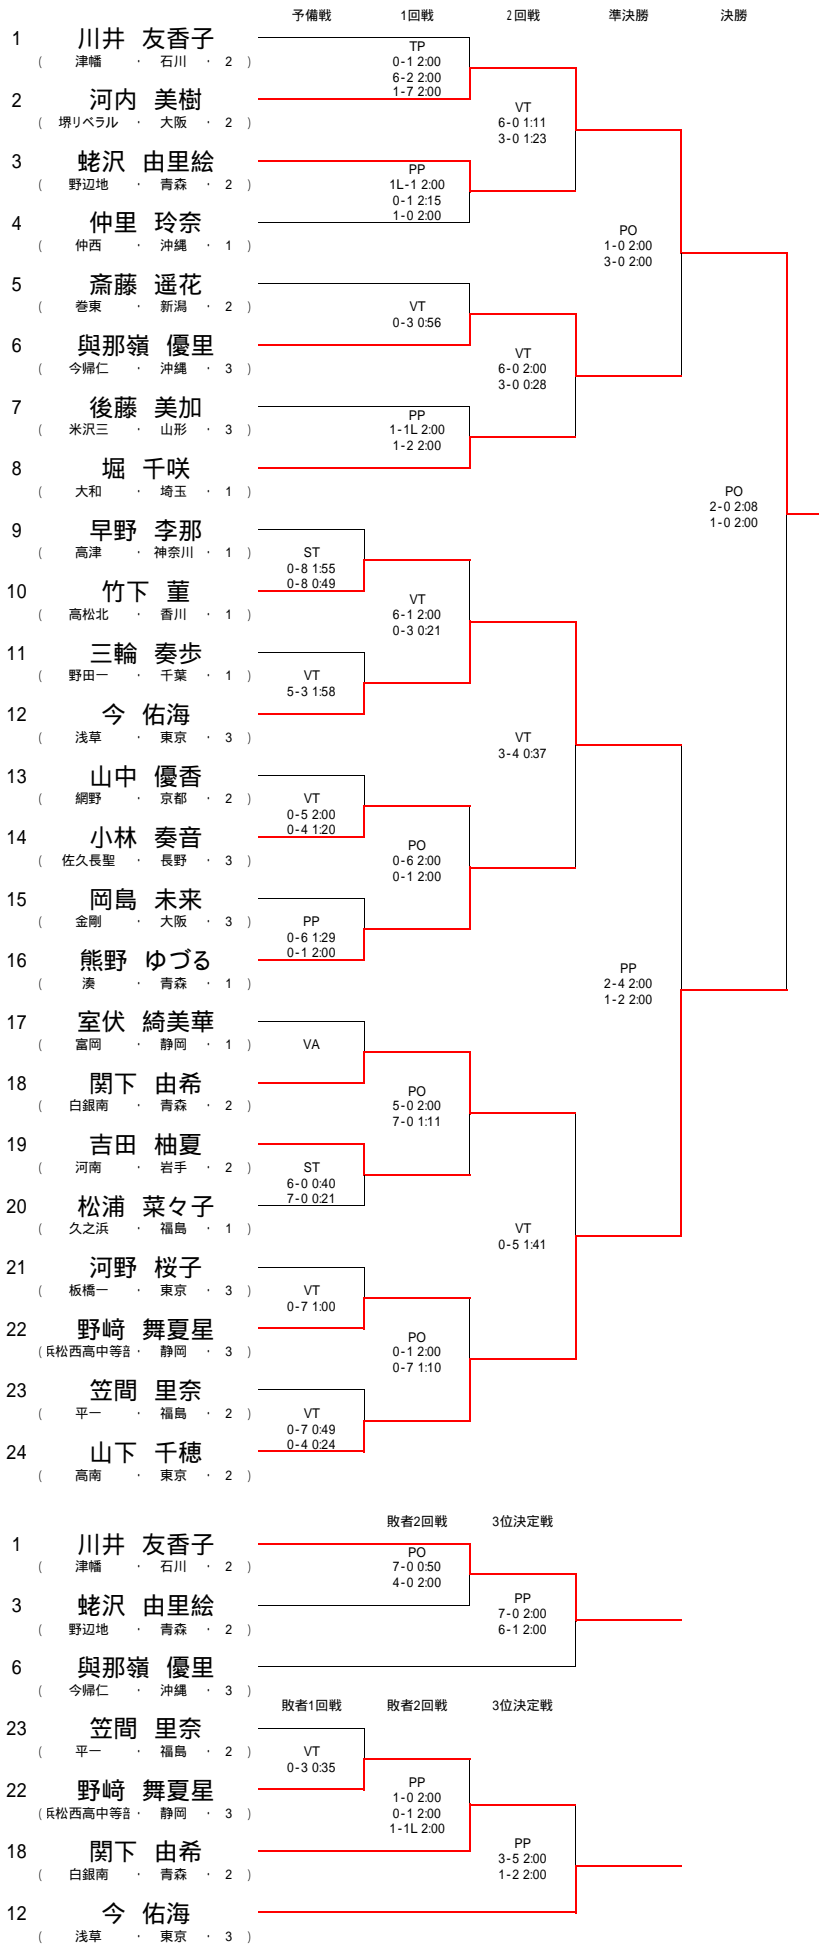 予備戦 1回戦 2回戦 準決勝 決勝
1 川井 友香子
( 津幡 ・ 石川 ・ 2 )
TP
0-1 2:00
6-2 2:00
1-7 2:00
2 河内 美樹
( 堺リベラル ・ 大阪 ・ 2 )
VT
6-0 1:11
3-0 1:23
3 蛯沢 由里絵
( 野辺地 ・ 青森 ・ 2 )
PP
1L-1 2:00
0-1 2:15
1-0 2:00
4 仲里 玲奈
( 仲西 ・ 沖縄 ・ 1 )
PO
1-0 2:00
3-0 2:00
5 斎藤 遥花
( 巻東 ・ 新潟 ・ 2 )
VT
0-3 0:56
6 與那嶺 優里
( 今帰仁 ・ 沖縄 ・ 3 )
VT
6-0 2:00
3-0 0:28
7 後藤 美加
( 米沢三 ・ 山形 ・ 3 )
PP
1-1L 2:00
1-2 2:00
8 堀 千咲
( 大和 ・ 埼玉 ・ 1 )
PO
2-0 2:08
1-0 2:00
9 早野 李那
( 高津 ・ 神奈川 ・ 1 )
ST
0-8 1:55
0-8 0:49
10 竹下 菫
( 高松北 ・ 香川 ・ 1 )
VT
6-1 2:00
0-3 0:21
11 三輪 奏歩
( 野田一 ・ 千葉 ・ 1 )
VT
5-3 1:58
12 今 佑海
( 浅草 ・ 東京 ・ 3 )
VT
3-4 0:37
13 山中 優香
( 網野 ・ 京都 ・ 2 )
VT
0-5 2:00
0-4 1:20
14 小林 奏音
( 佐久長聖 ・ 長野 ・ 3 )
PO
0-6 2:00
0-1 2:00
15 岡島 未来
( 金剛 ・ 大阪 ・ 3 )
PP
0-6 1:29
0-1 2:00
16 熊野 ゆづる
( 湊 ・ 青森 ・ 1 )
PP
2-4 2:00
1-2 2:00
17 室伏 綺美華
( 富岡 ・ 静岡 ・ 1 )
VA
18 関下 由希
( 白銀南 ・ 青森 ・ 2 )
PO
5-0 2:00
7-0 1:11
19 吉田 柚夏
( 河南 ・ 岩手 ・ 2 )
ST
6-0 0:40
7-0 0:21
20 松浦 菜々子
( 久之浜 ・ 福島 ・ 1 )
VT
0-5 1:41
21 河野 桜子
( 板橋一 ・ 東京 ・ 3 )
VT
0-7 1:00
22 野﨑 舞夏星
( 浜松西高中等部 ・ 静岡 ・ 3 )
PO
0-1 2:00
0-7 1:10
23 笠間 里奈
( 平一 ・ 福島 ・ 2 )
VT
0-7 0:49
0-4 0:24
24 山下 千穂
( 高南 ・ 東京 ・ 2 )
敗者2回戦 3位決定戦
1 川井 友香子
( 津幡 ・ 石川 ・ 2 )
PO
7-0 0:50
4-0 2:00
3 蛯沢 由里絵
( 野辺地 ・ 青森 ・ 2 )
PP
7-0 2:00
6-1 2:00
6 與那嶺 優里
( 今帰仁 ・ 沖縄 ・ 3 )
敗者1回戦 敗者2回戦 3位決定戦
23 笠間 里奈
( 平一 ・ 福島 ・ 2 )
VT
0-3 0:35
22 野﨑 舞夏星
( 浜松西高中等部 ・ 静岡 ・ 3 )
PP
1-0 2:00
0-1 2:00
1-1L 2:00
18 関下 由希
( 白銀南 ・ 青森 ・ 2 )
PP
3-5 2:00
1-2 2:00
12 今 佑海
( 浅草 ・ 東京 ・ 3 )